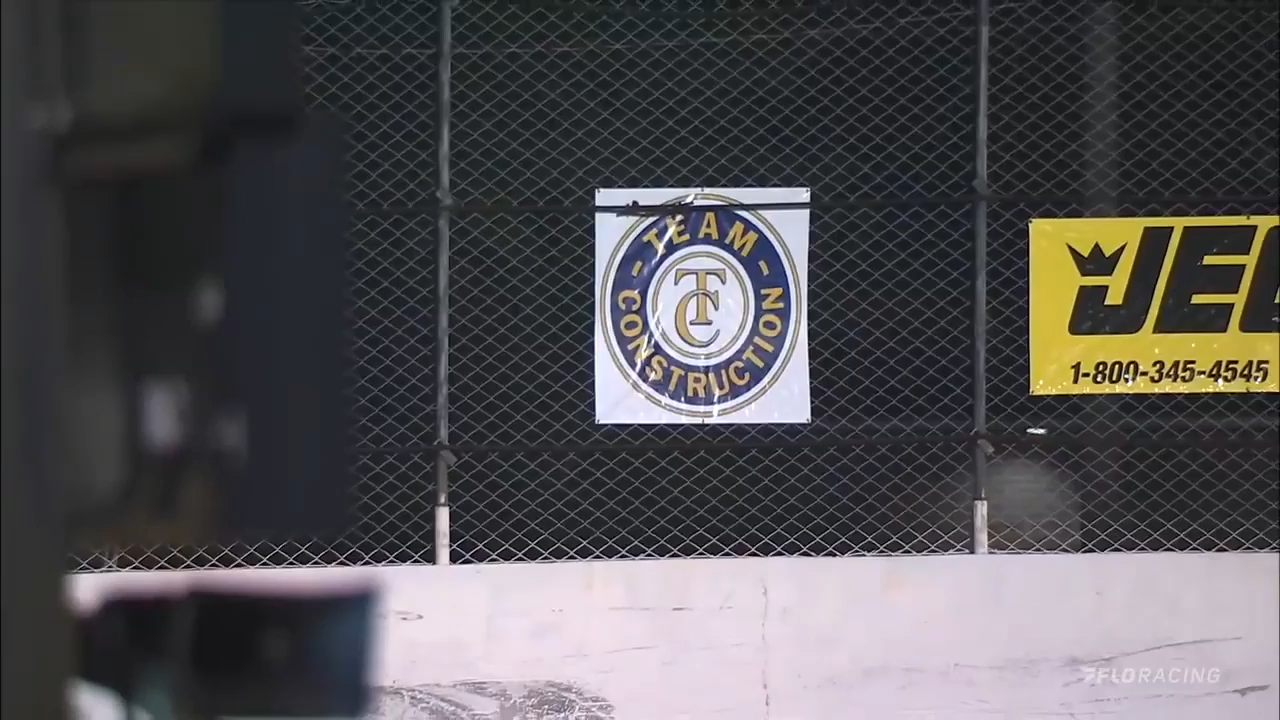 - TEAM -
TC
CONSTRUCTION
JEG
1-800-345-4545
FLORACING